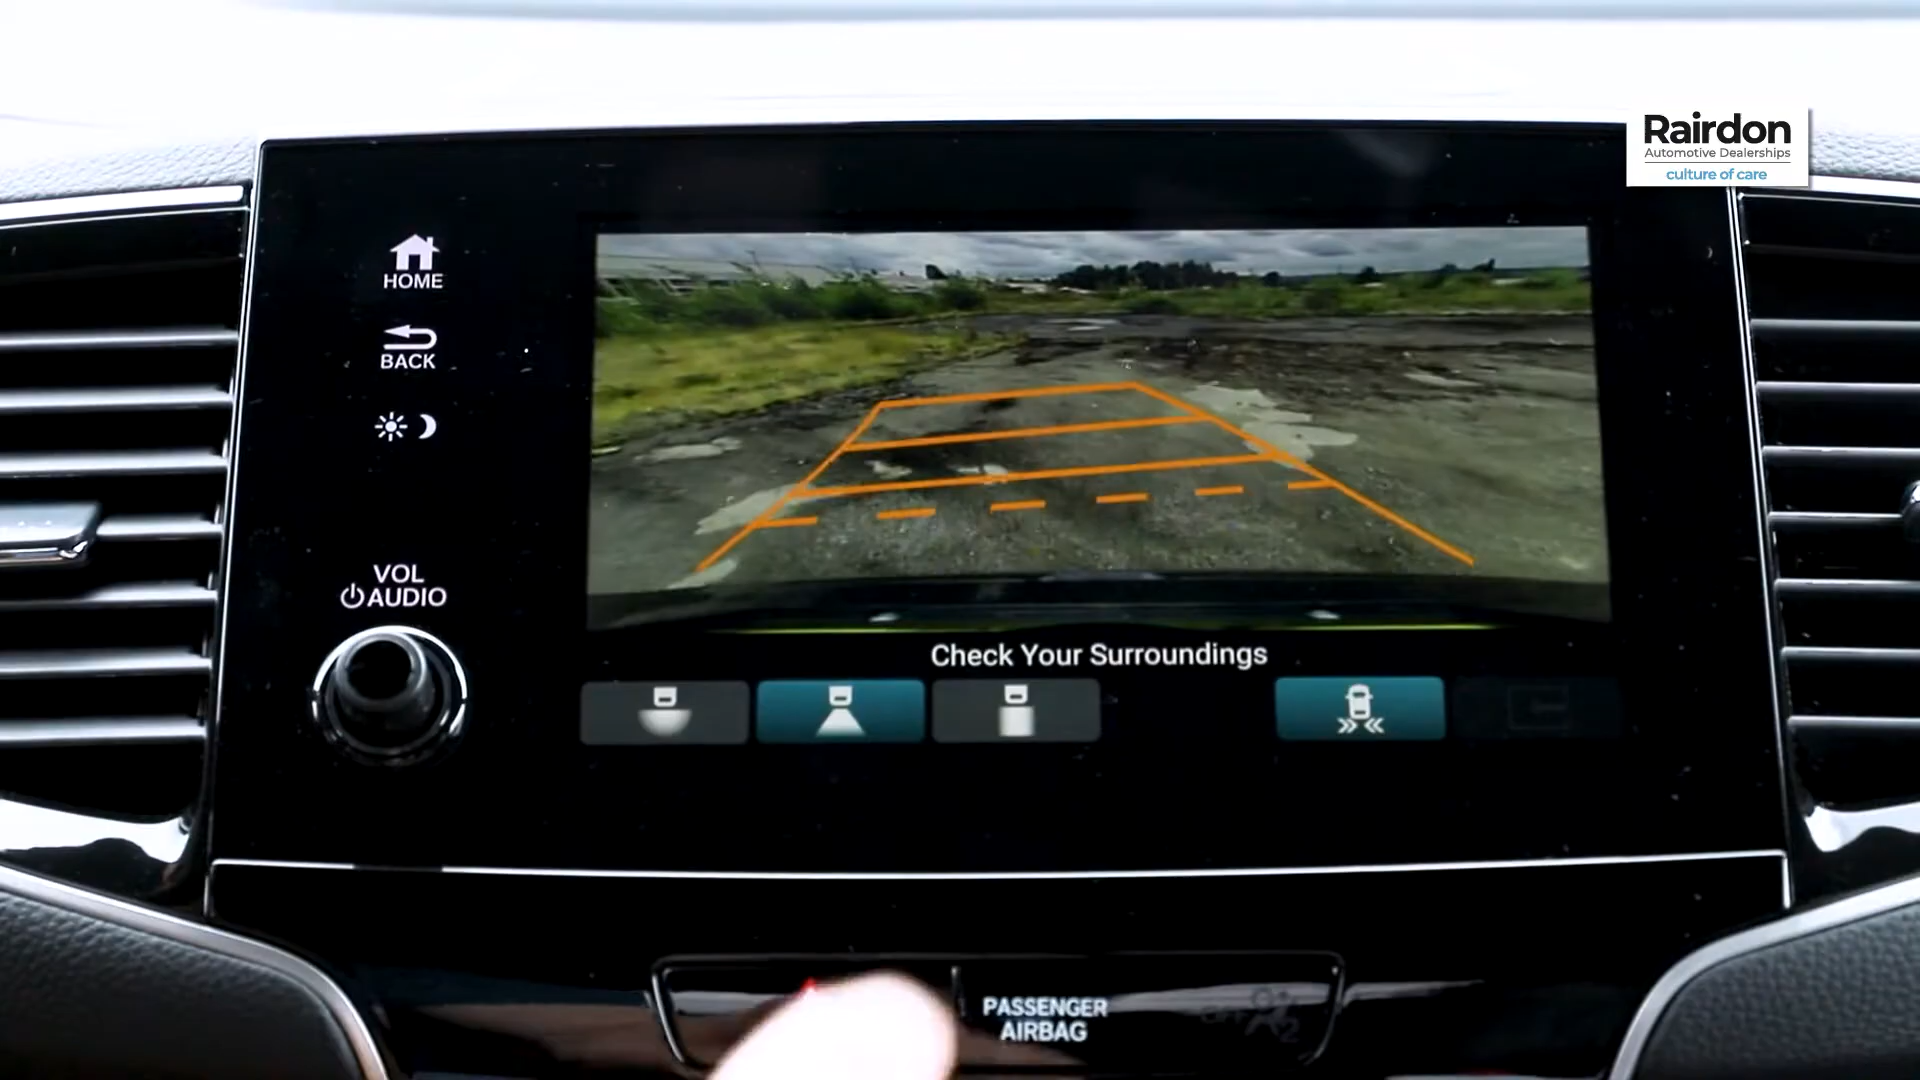 Rairdon
Automotive Dealerships
culture of care
HOME
BACK
VOL
AUDIO
Check Your Surroundings
PASSENGER
AIRBAG